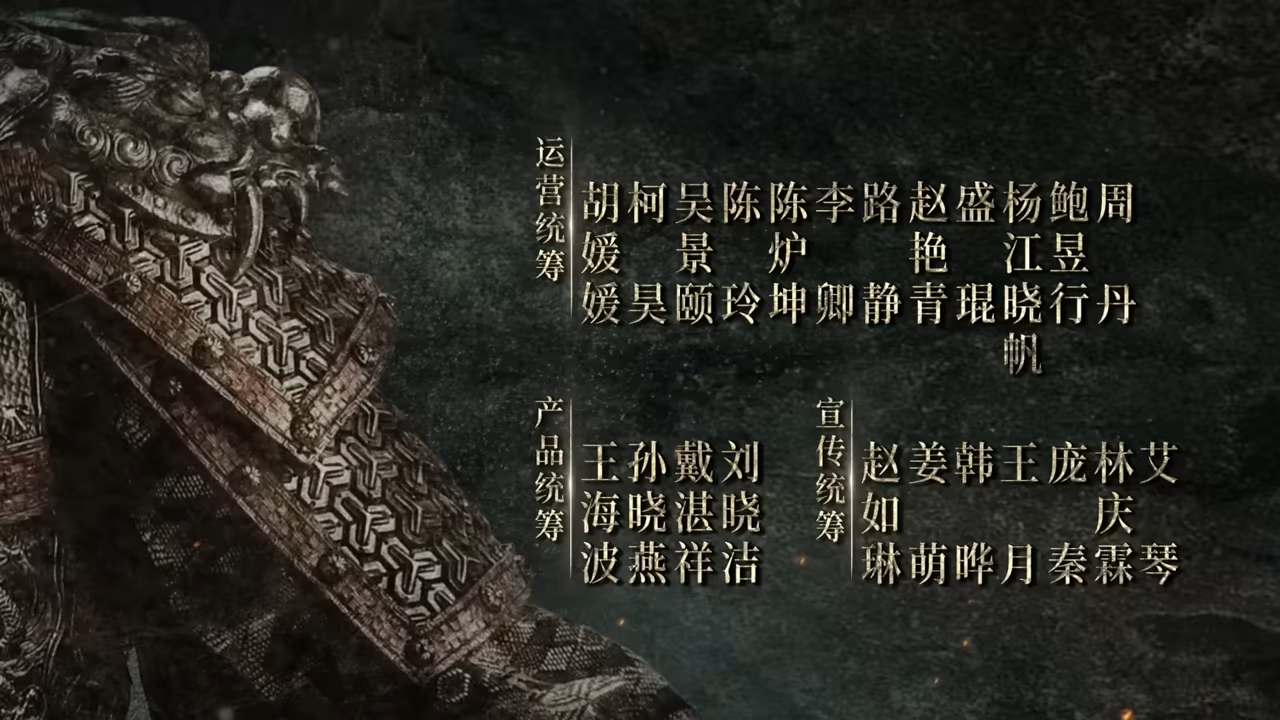 运营统筹
胡媛媛
柯昊
吴景颐
陈玲
陈炉坤
李卿
路静
赵艳青
盛琨
杨江晓帆
鲍昱行
周丹
产品统筹
王海波
孙晓燕
戴湛祥
刘晓洁
宣传统筹
赵如琳
姜萌
韩晔
王月
庞秦
林庆霖
艾琴